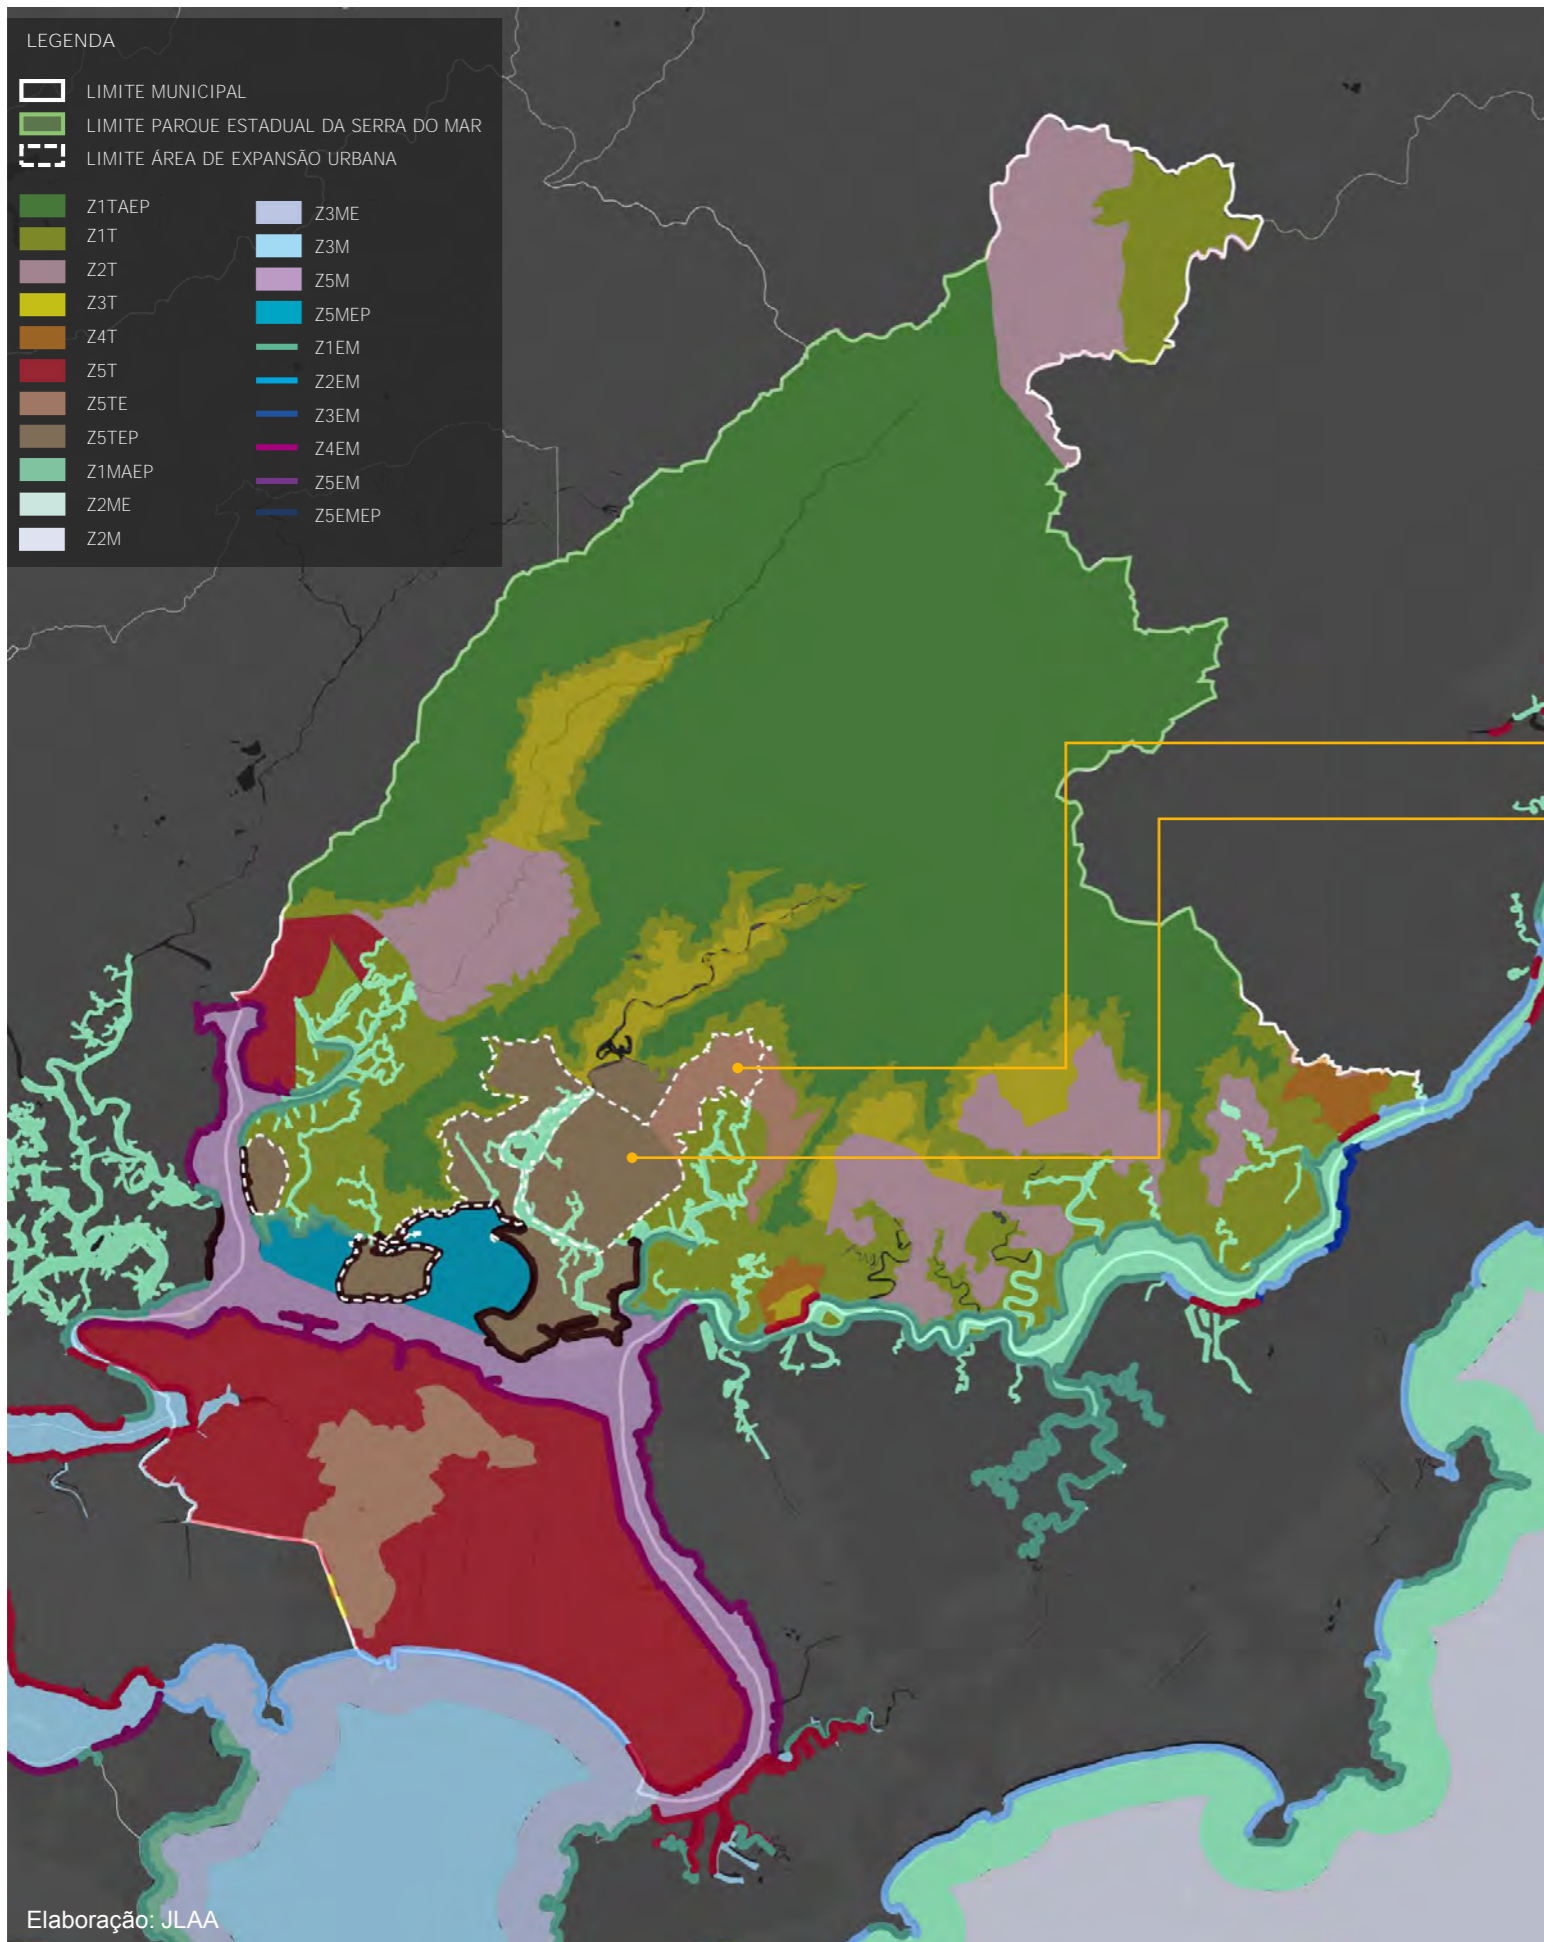 LEGENDA
LIMITE MUNICIPAL
LIMITE PARQUE ESTADUAL DA SERRA DO MAR
LIMITE ÁREA DE EXPANSÃO URBANA
Z1TAEP
Z1T
Z2T
Z3T
Z4T
Z5T
Z5TE
Z5TEP
Z1MAEP
Z2ME
Z2M
Z3ME
Z3M
Z5M
Z5MEP
Z1EM
Z2EM
Z3EM
Z4EM
Z5EM
Z5EMEP
Elaboração: JLAA